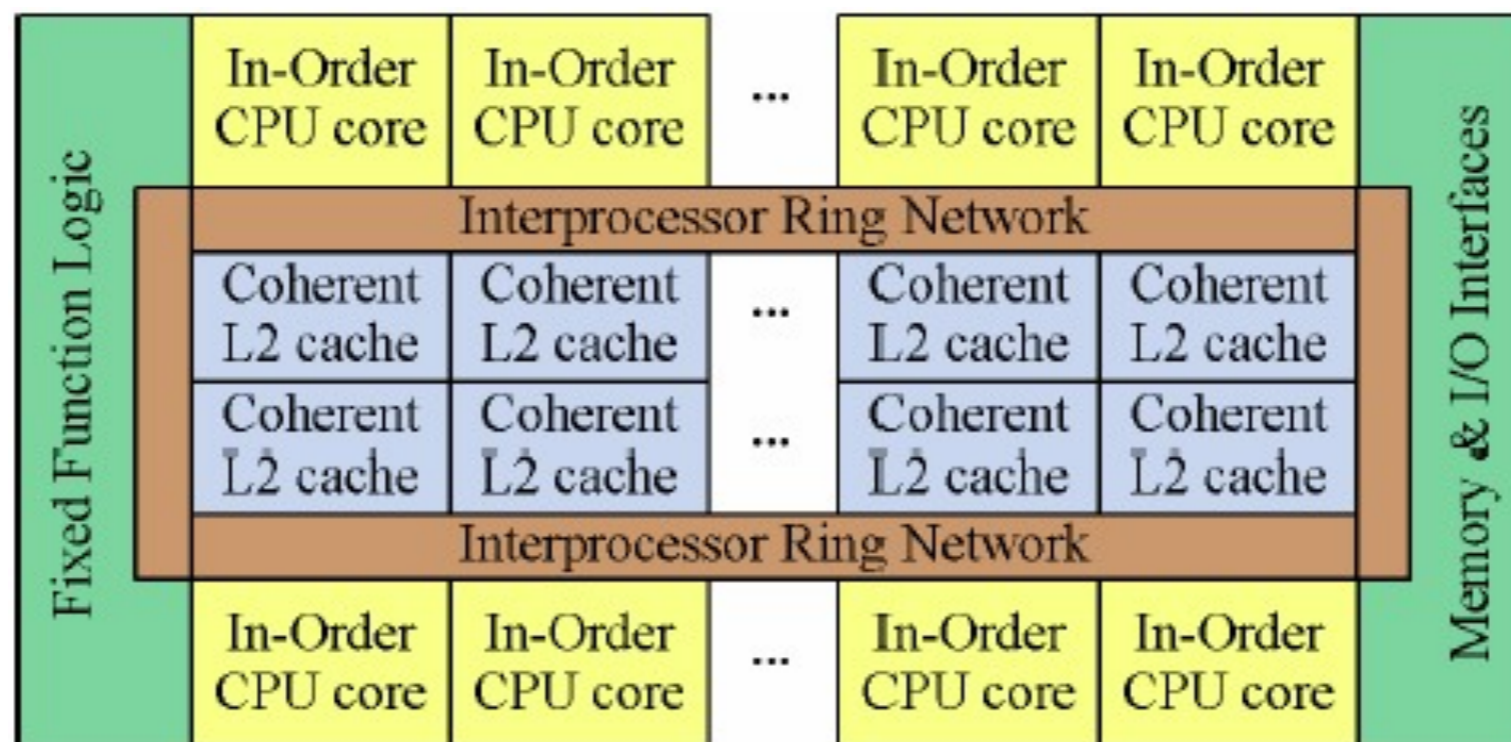 Fixed Function Logic
In-Order In-Order ... In-Order In-Order
CPU core CPU core CPU core CPU core
Interprocessor Ring Network
Coherent Coherent ... Coherent Coherent
L2 cache L2 cache L2 cache L2 cache
Coherent Coherent ... Coherent Coherent
L2 cache L2 cache L2 cache L2 cache
Interprocessor Ring Network
In-Order In-Order ... In-Order In-Order
CPU core CPU core CPU core CPU core
Memory & I/O Interfaces